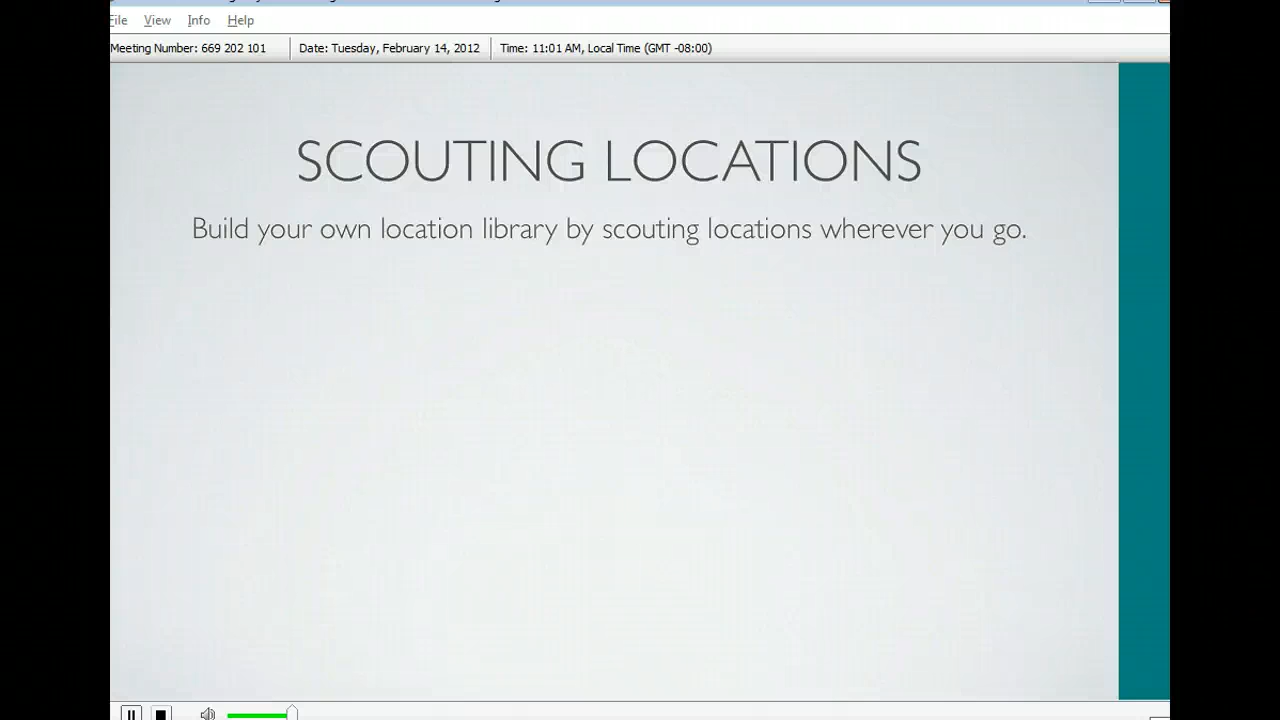 File View Info Help
Meeting Number: 669 202 101 Date: Tuesday, February 14, 2012 Time: 11:01 AM, Local Time (GMT -08:00)
SCOUTING LOCATIONS
Build your own location library by scouting locations wherever you go.